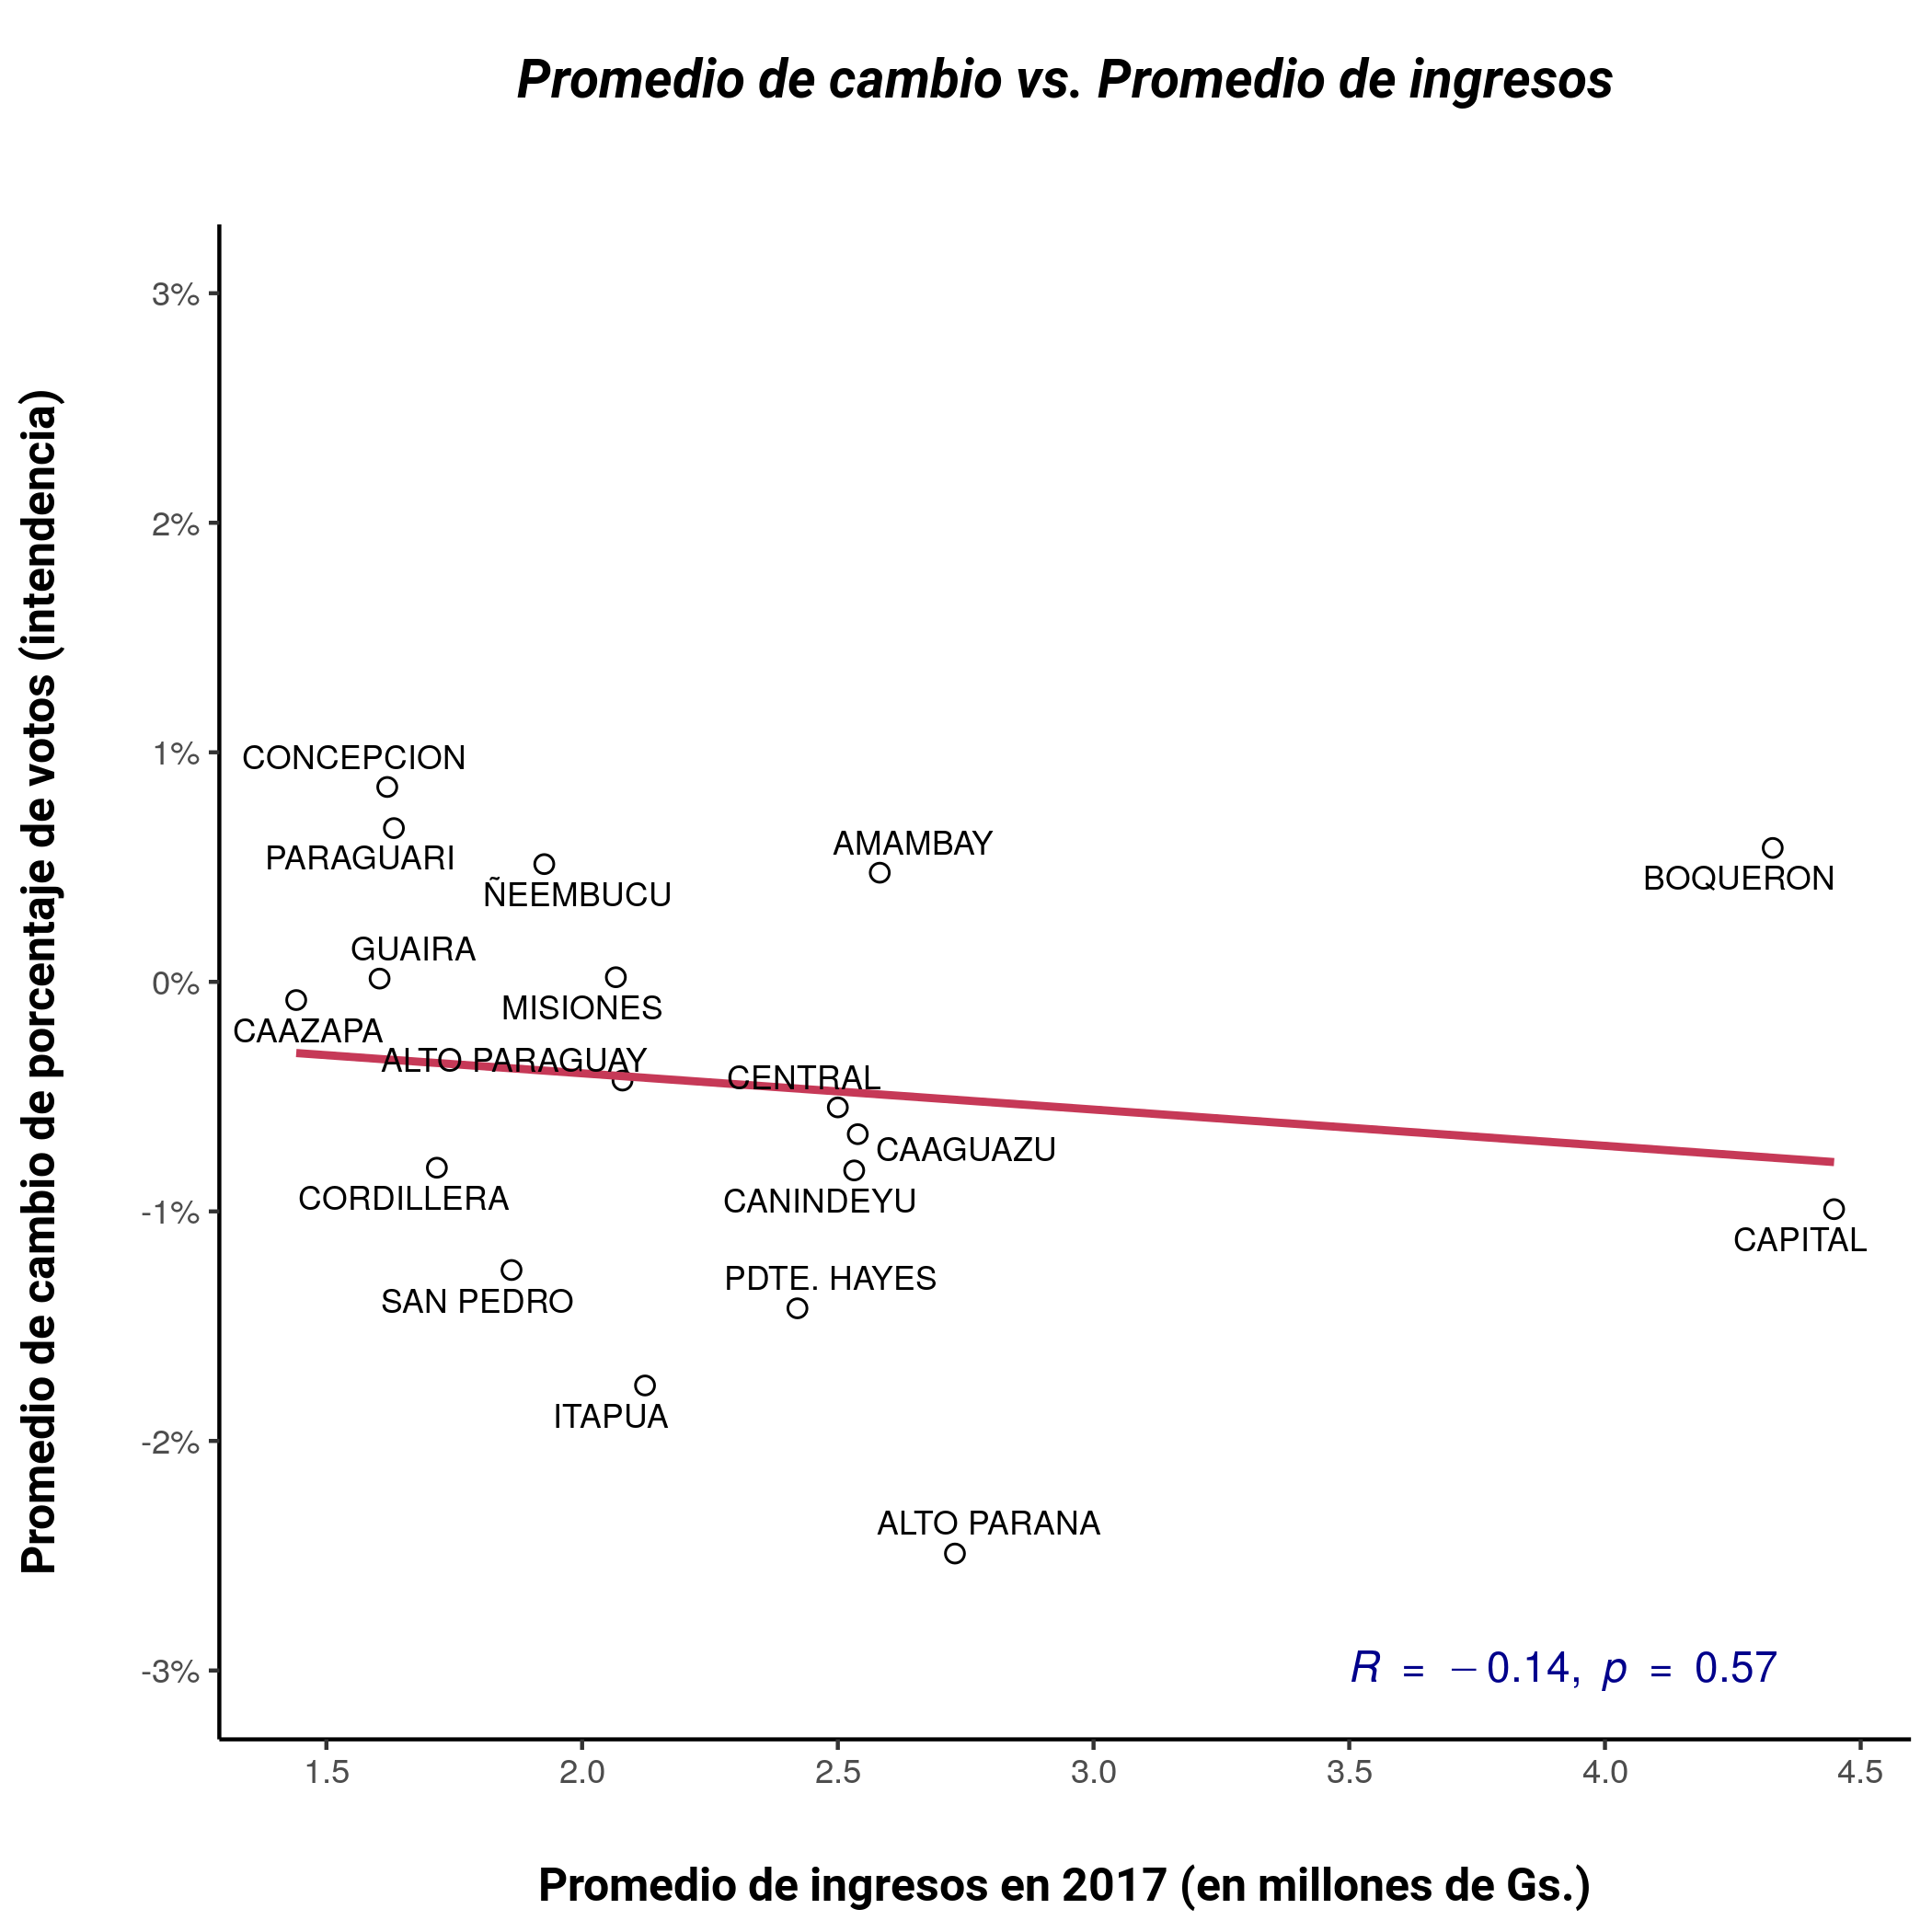 Promedio de cambio vs. Promedio de ingresos
Promedio de cambio de porcentaje de votos (intendencia)
3%
2%
1%
0%
-1%
-2%
-3%
CONCEPCION
PARAGUARI
ÑEEMBUCU
AMAMBAY
BOQUERON
GUAIRA
MISIONES
CAAZAPA
ALTO PARAGUAY
CENTRAL
CAAGUAZU
CORDILLERA
CANINDEYU
CAPITAL
SAN PEDRO
PDTE. HAYES
ITAPUA
ALTO PARANA
R = −0.14, p = 0.57
1.5 2.0 2.5 3.0 3.5 4.0 4.5
Promedio de ingresos en 2017 (en millones de Gs.)